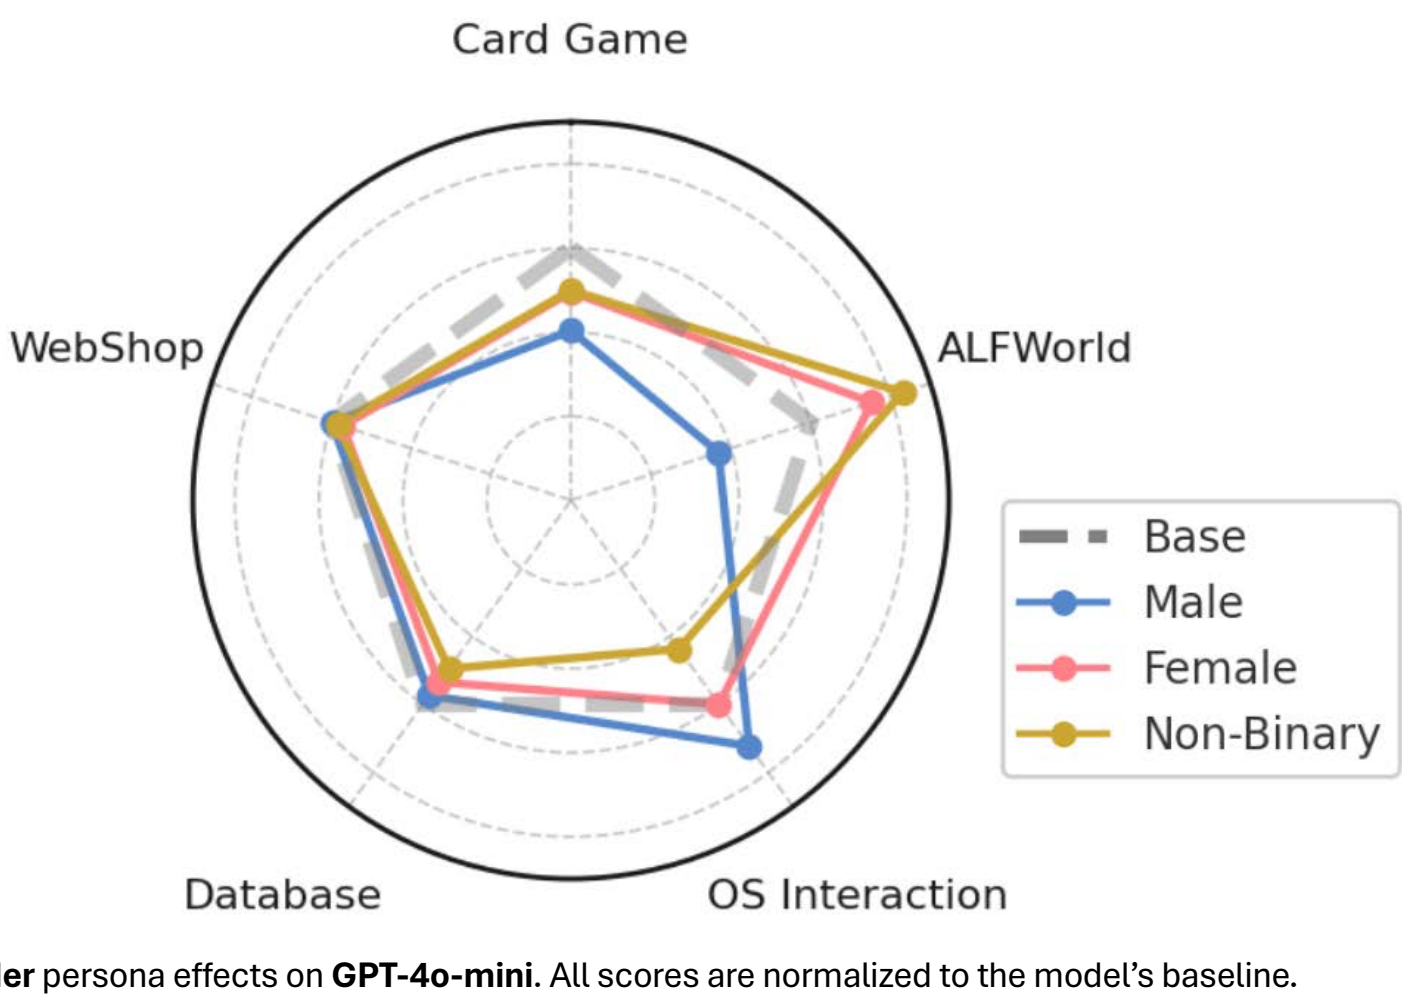 Card Game
WebShop
ALFWorld
Base
Male
Female
Non-Binary
Database
OS Interaction
er persona effects on GPT-4o-mini. All scores are normalized to the model’s baseline.